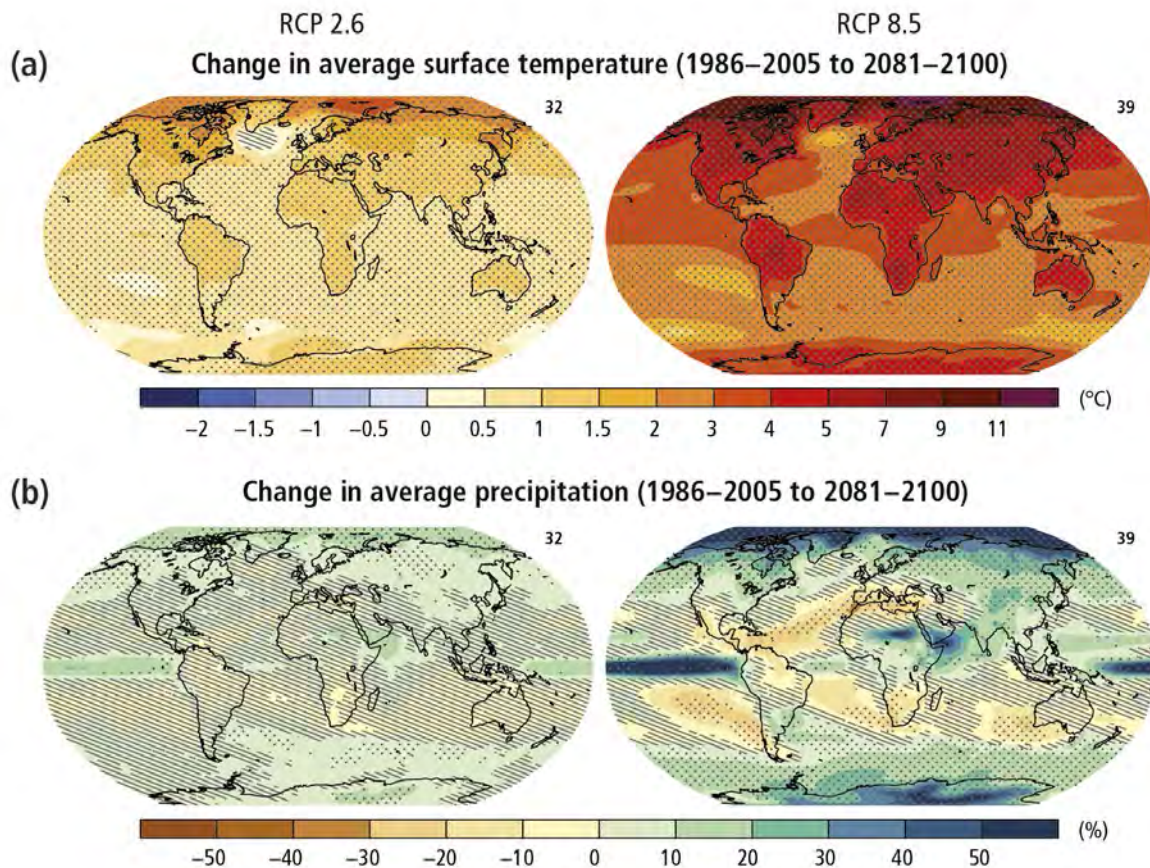 RCP 2.6 RCP 8.5
(a) Change in average surface temperature (1986–2005 to 2081–2100)
32 39
(°C)
−2 −1.5 −1 −0.5 0 0.5 1 1.5 2 3 4 5 7 9 11
(b) Change in average precipitation (1986–2005 to 2081–2100)
32 39
(%)
−50 −40 −30 −20 −10 0 10 20 30 40 50